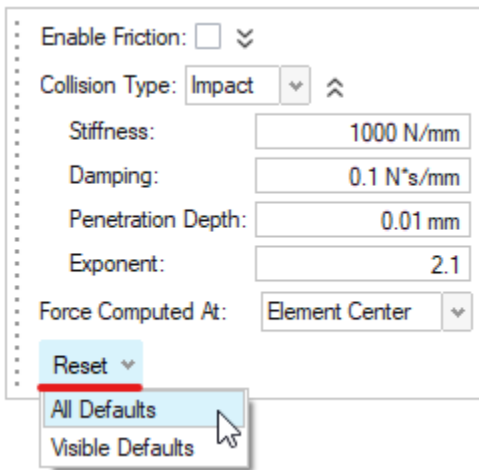 Enable Friction:
Collision Type: Impact
Stiffness: 1000 N/mm
Damping: 0.1 N*s/mm
Penetration Depth: 0.01 mm
Exponent: 2.1
Force Computed At: Element Center
Reset
All Defaults
Visible Defaults